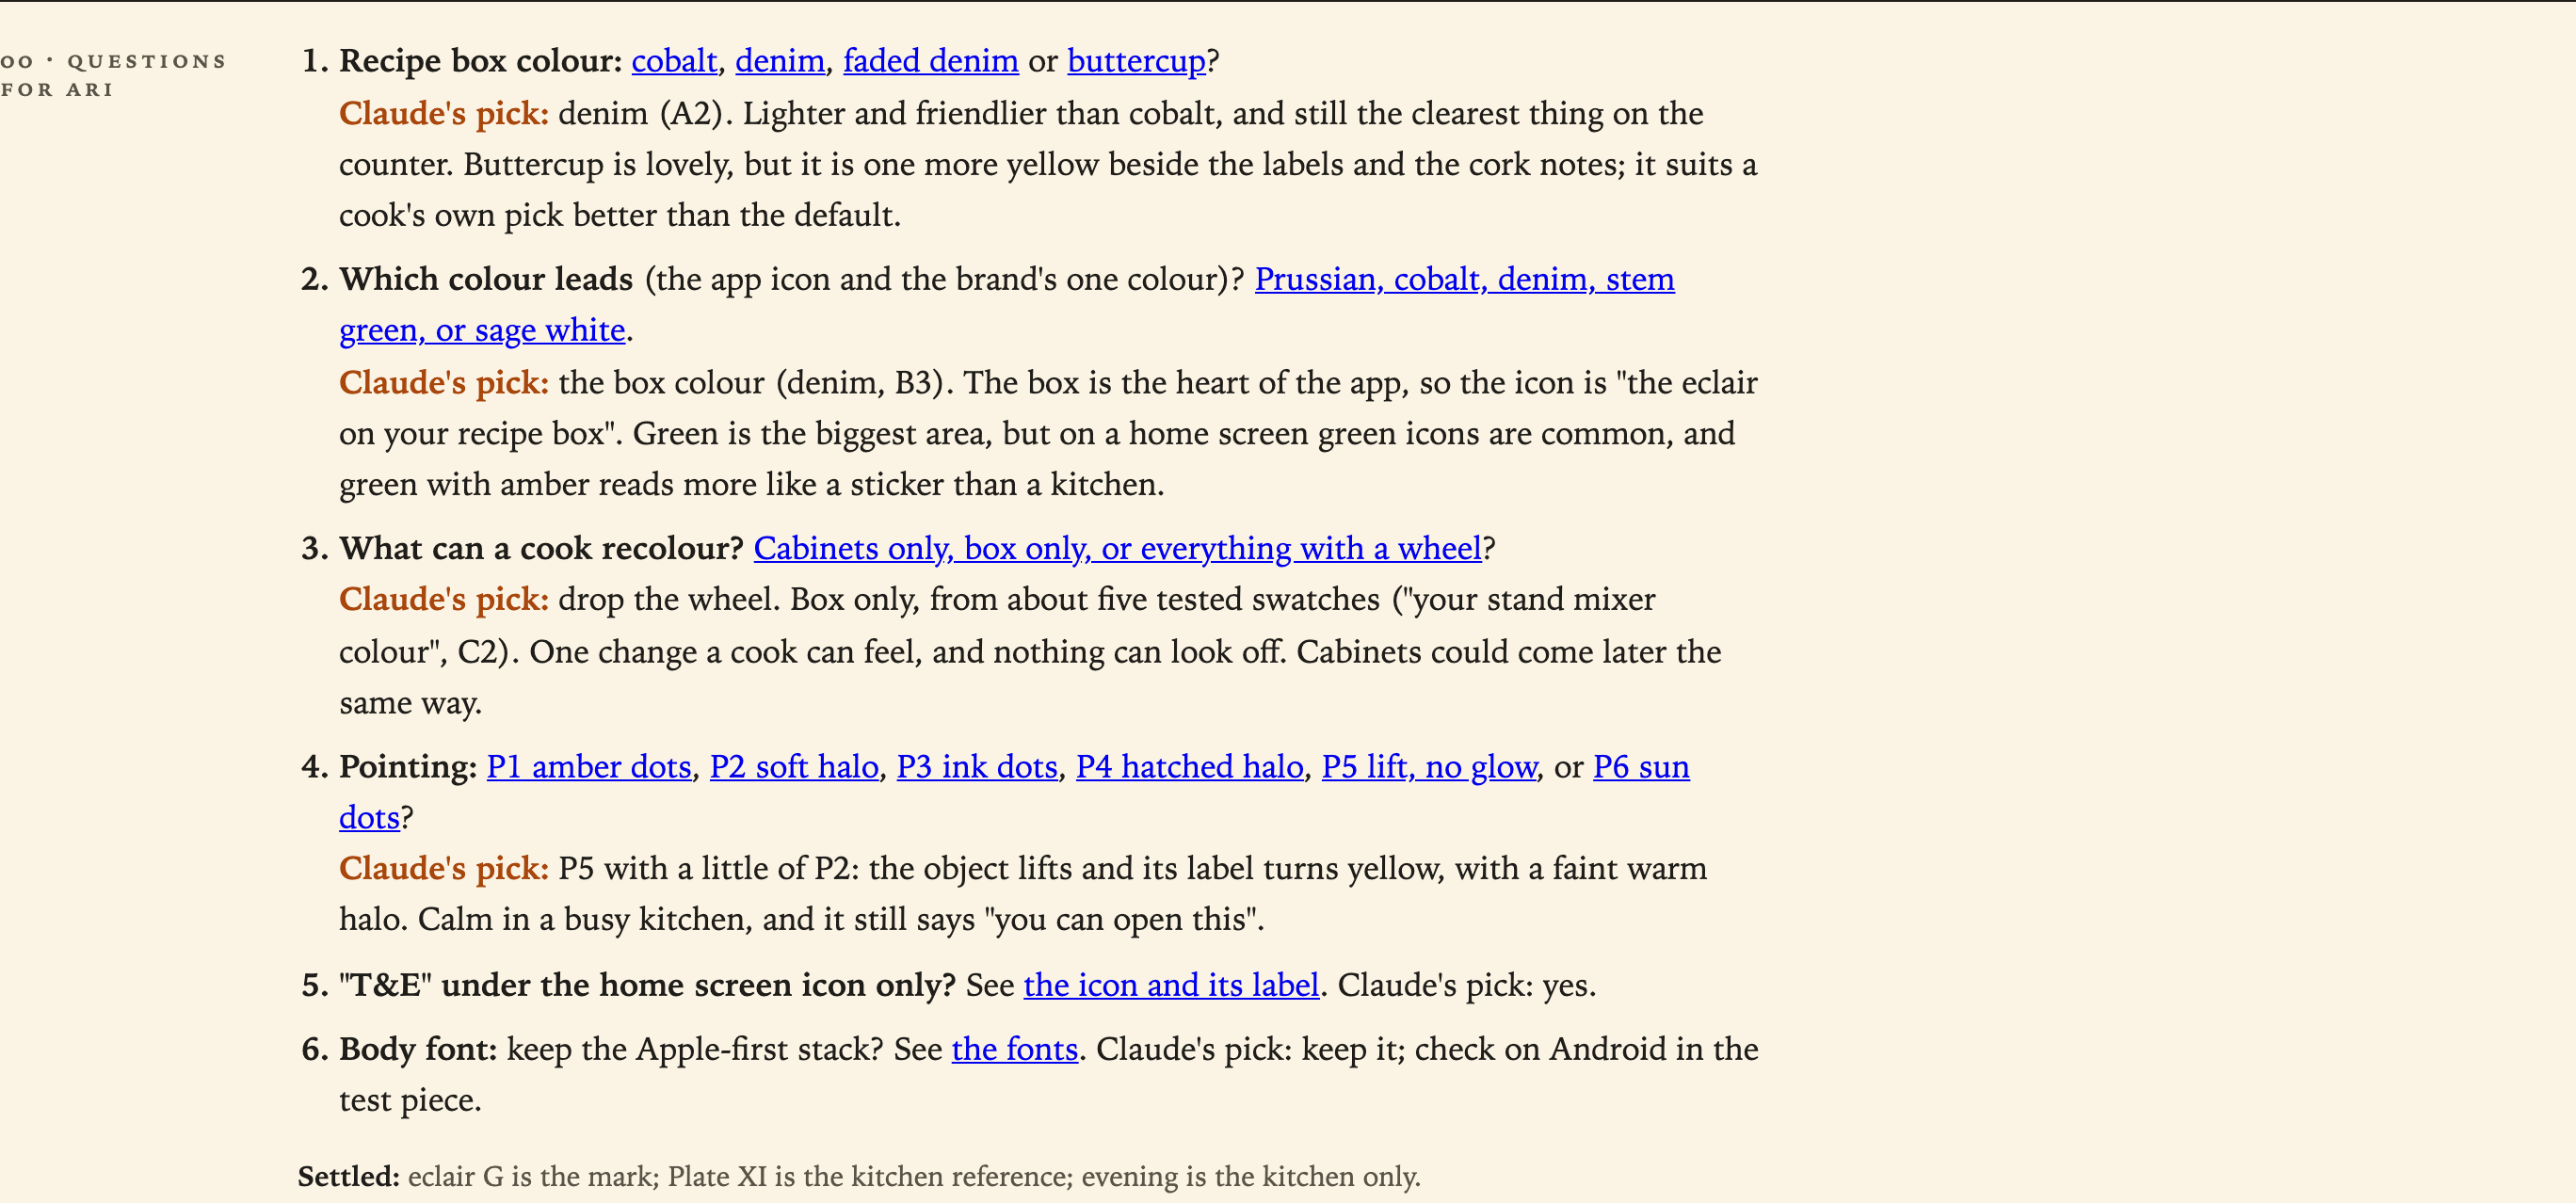 00 · QUESTIONS
FOR ARI
1. Recipe box colour: cobalt, denim, faded denim or buttercup?
Claude's pick: denim (A2). Lighter and friendlier than cobalt, and still the clearest thing on the
counter. Buttercup is lovely, but it is one more yellow beside the labels and the cork notes; it suits a
cook's own pick better than the default.
2. Which colour leads (the app icon and the brand's one colour)? Prussian, cobalt, denim, stem
green, or sage white.
Claude's pick: the box colour (denim, B3). The box is the heart of the app, so the icon is "the eclair
on your recipe box". Green is the biggest area, but on a home screen green icons are common, and
green with amber reads more like a sticker than a kitchen.
3. What can a cook recolour? Cabinets only, box only, or everything with a wheel?
Claude's pick: drop the wheel. Box only, from about five tested swatches ("your stand mixer
colour", C2). One change a cook can feel, and nothing can look off. Cabinets could come later the
same way.
4. Pointing: P1 amber dots, P2 soft halo, P3 ink dots, P4 hatched halo, P5 lift, no glow, or P6 sun
dots?
Claude's pick: P5 with a little of P2: the object lifts and its label turns yellow, with a faint warm
halo. Calm in a busy kitchen, and it still says "you can open this".
5. "T&E" under the home screen icon only? See the icon and its label. Claude's pick: yes.
6. Body font: keep the Apple-first stack? See the fonts. Claude's pick: keep it; check on Android in the
test piece.
Settled: eclair G is the mark; Plate XI is the kitchen reference; evening is the kitchen only.